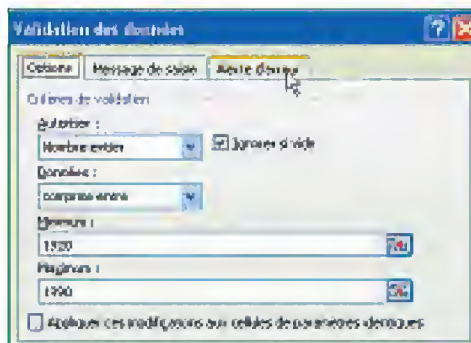 Validation des données
Options Message de saisie Alerte d'erreur
Critères de validation
Autoriser :
Nombre entier Ignorer si vide
Données :
comprise entre
Minimum :
1920
Maximum :
1990
Appliquer ces modifications aux cellules de paramètres identiques